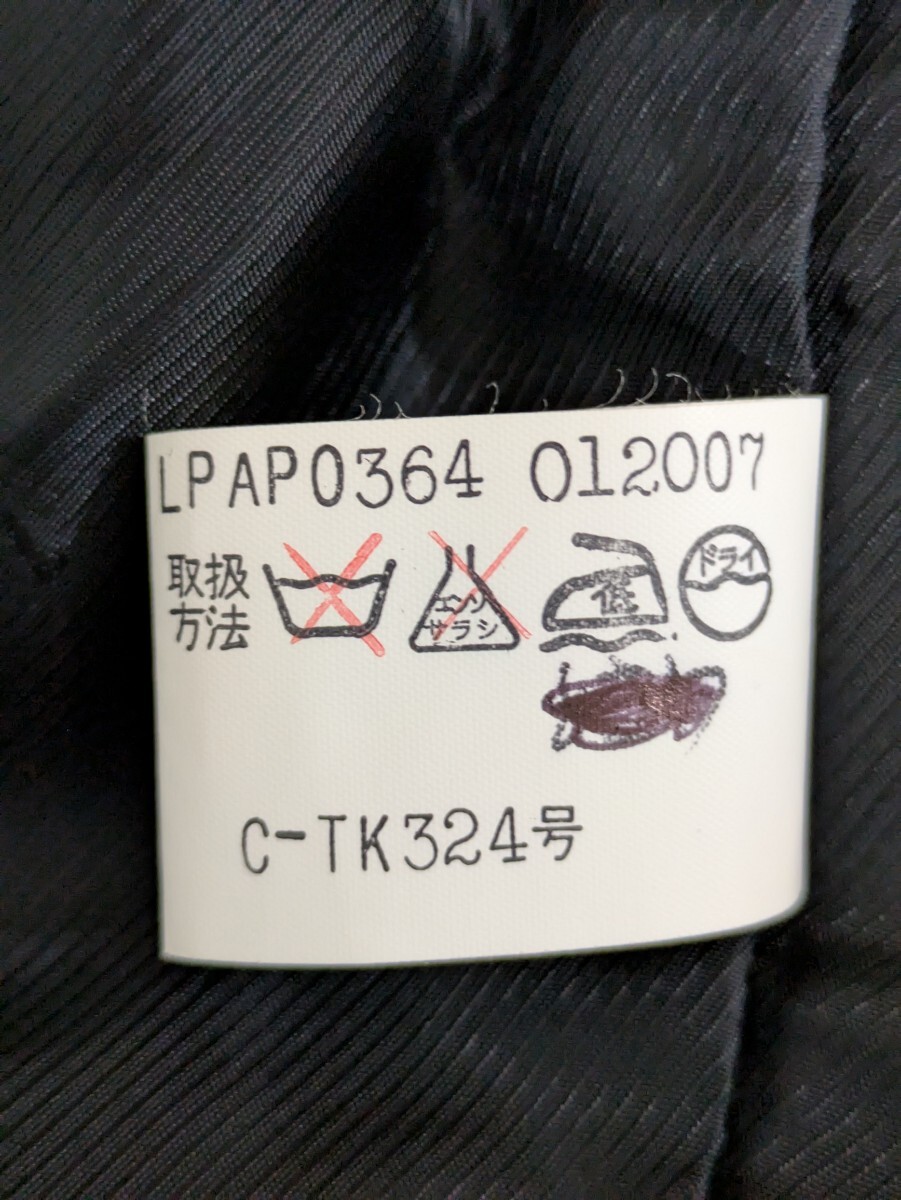 LPAP0364 012007
取扱
方法
エンソ
サラシ
低
ドライ
C-TK324号